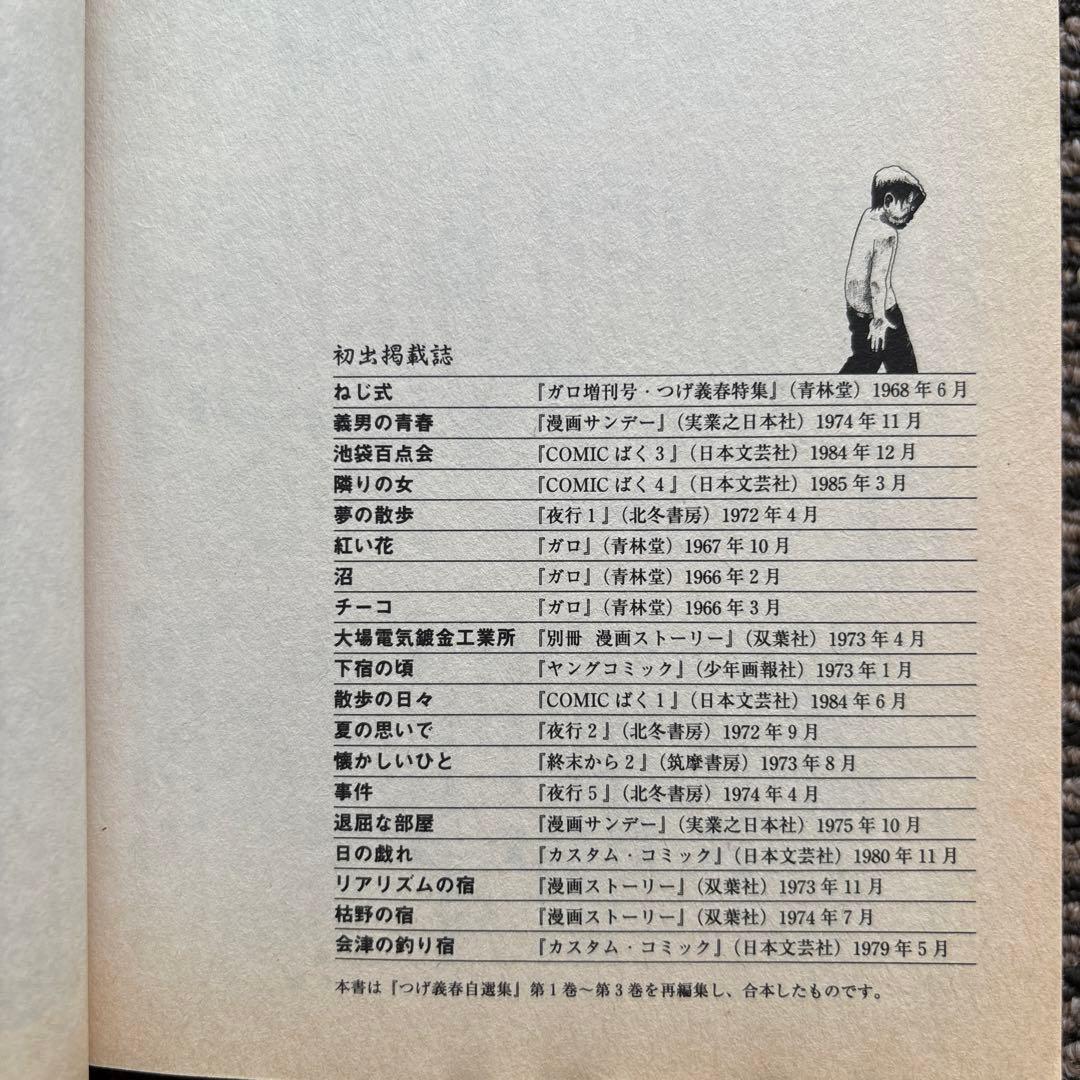 初出掲載誌
ねじ式 『ガロ増刊号・つげ義春特集』（青林堂）1968年6月
義男の青春 『漫画サンデー』（実業之日本社）1974年11月
池袋百点会 『COMICばく3』（日本文芸社）1984年12月
隣りの女 『COMICばく4』（日本文芸社）1985年3月
夢の散歩 『夜行1』（北冬書房）1972年4月
紅い花 『ガロ』（青林堂）1967年10月
沼 『ガロ』（青林堂）1966年2月
チーコ 『ガロ』（青林堂）1966年3月
大場電気鍍金工業所 『別冊 漫画ストーリー』（双葉社）1973年4月
下宿の頃 『ヤングコミック』（少年画報社）1973年1月
散歩の日々 『COMICばく1』（日本文芸社）1984年6月
夏の思いで 『夜行2』（北冬書房）1972年9月
懐かしいひと 『終末から2』（筑摩書房）1973年8月
事件 『夜行5』（北冬書房）1974年4月
退屈な部屋 『漫画サンデー』（実業之日本社）1975年10月
日の戯れ 『カスタム・コミック』（日本文芸社）1980年11月
リアリズムの宿 『漫画ストーリー』（双葉社）1973年11月
枯野の宿 『漫画ストーリー』（双葉社）1974年7月
会津の釣り宿 『カスタム・コミック』（日本文芸社）1979年5月
本書は『つげ義春自選集』第1巻～第3巻を再編集し、合本したものです。